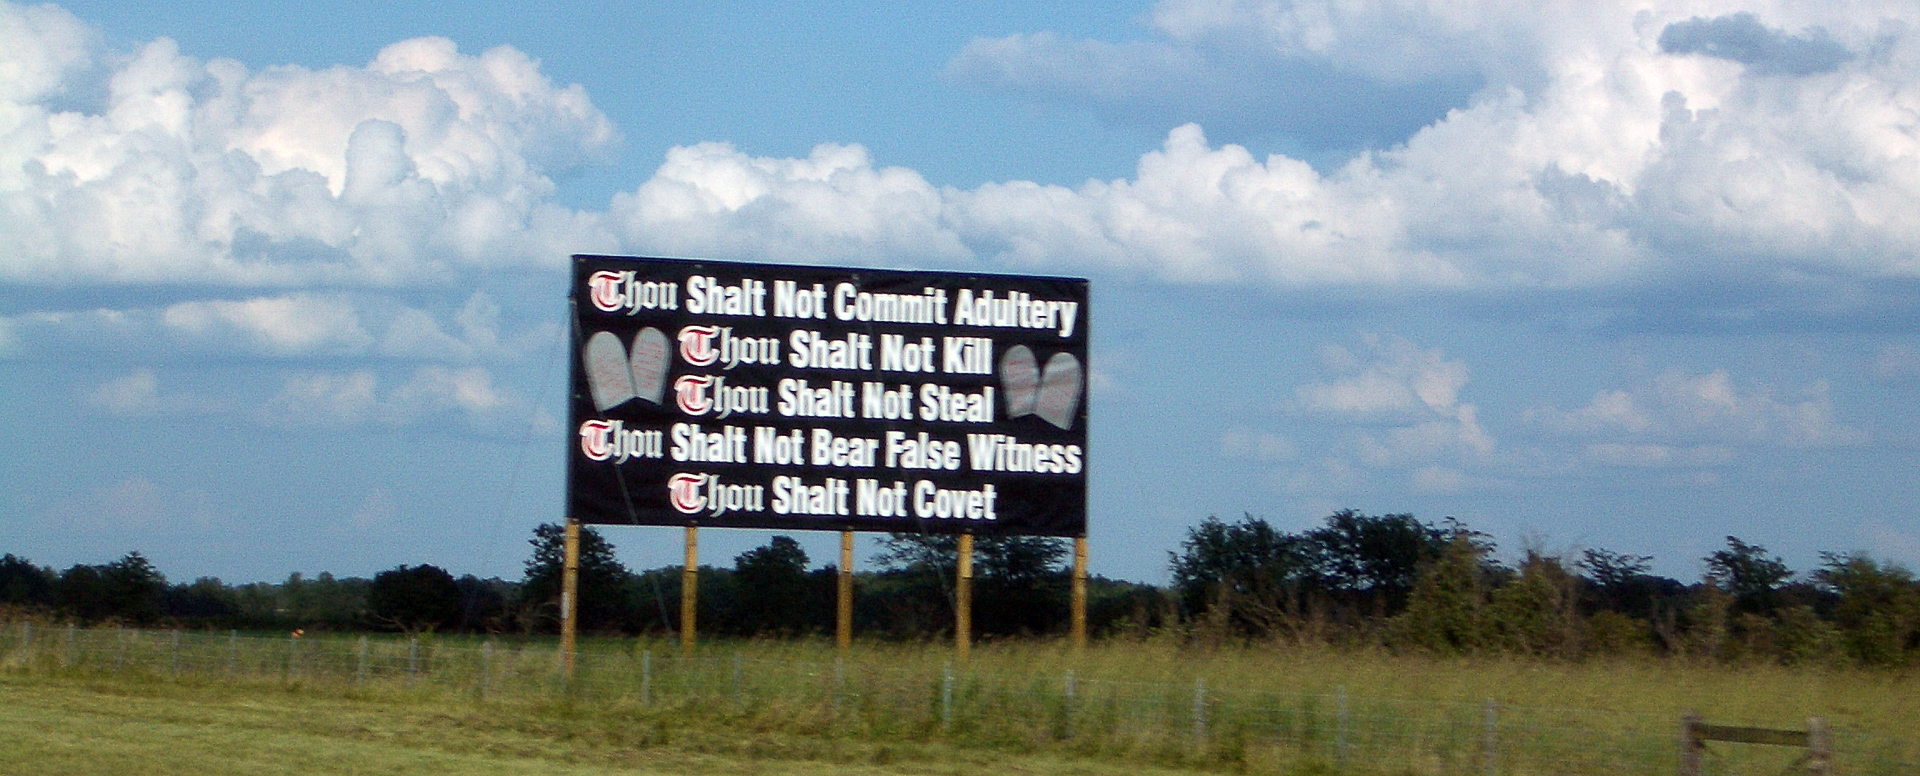 Thou Shalt Not Commit Adultery
Thou Shalt Not Kill
Thou Shalt Not Steal
Thou Shalt Not Bear False Witness
Thou Shalt Not Covet